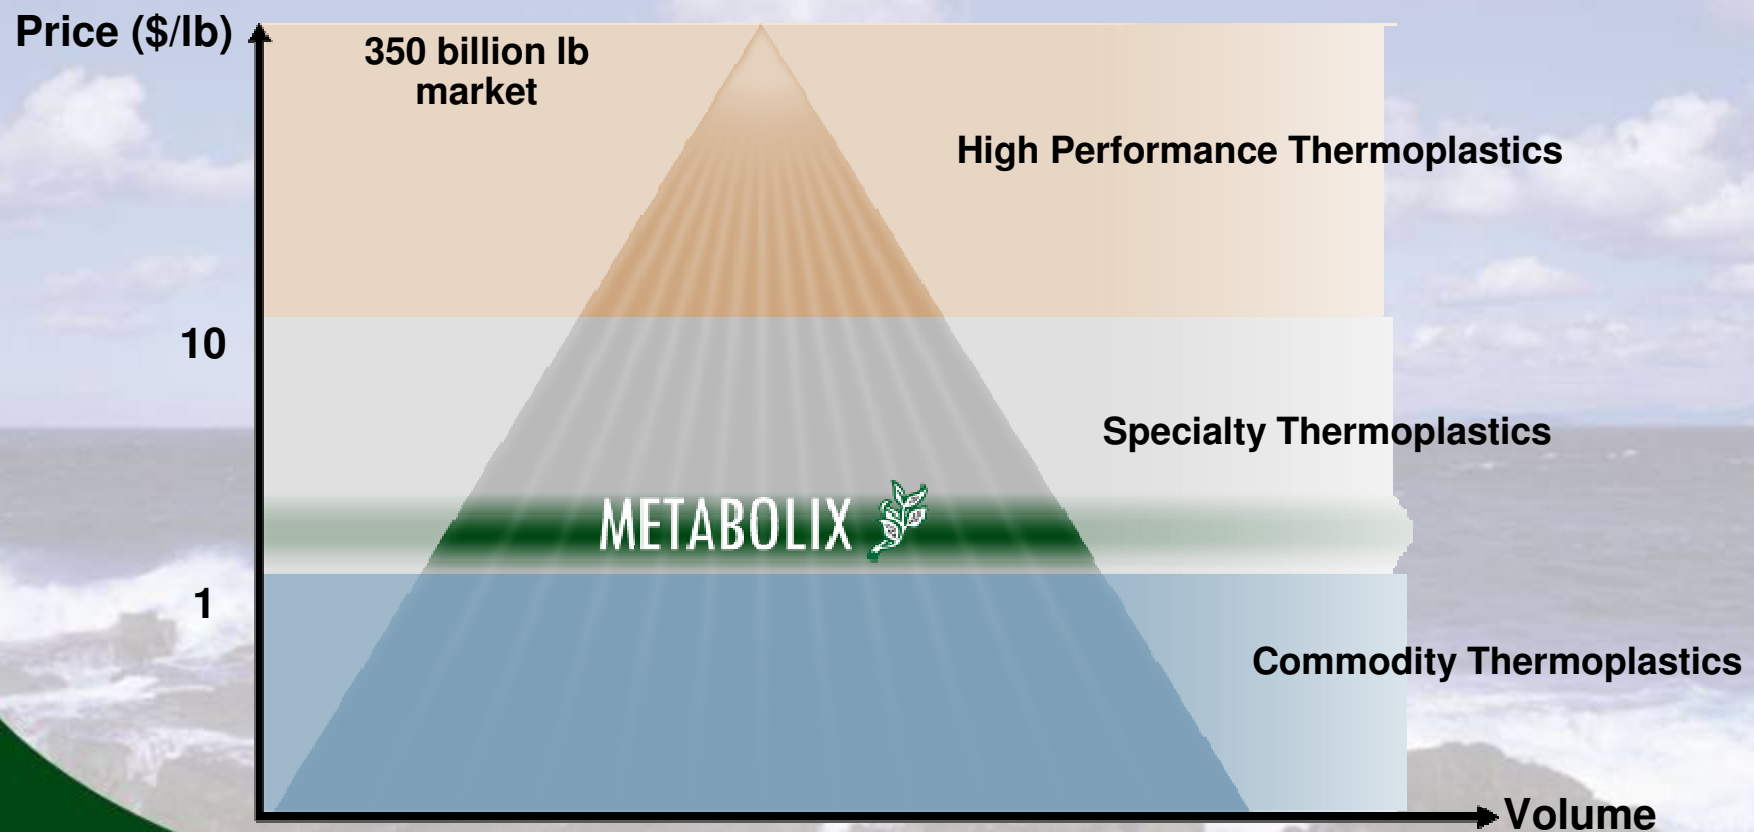 Price ($/lb)
350 billion lb
market
High Performance Thermoplastics
10
Specialty Thermoplastics
METABOLIX
1
Commodity Thermoplastics
Volume